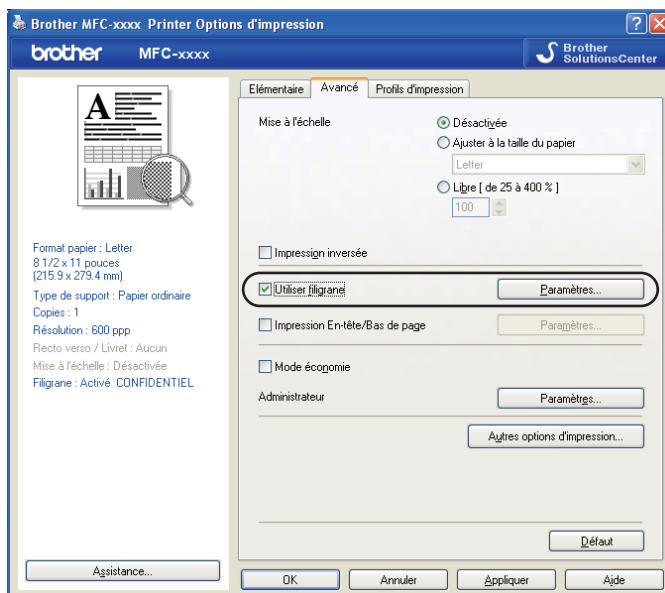 Brother MFC-xxxx Printer Options d'impression
brother MFC-xxxx
Brother
SolutionsCenter
A
Format papier : Letter
8 1/2 x 11 pouces
(215.9 x 279.4 mm)
Type de support : Papier ordinaire
Copies : 1
Résolution : 600 ppp
Recto verso / Livret : Aucun
Mise à l'échelle : Désactivée
Filigrane : Activé CONFIDENTIEL
Assistance...
Elémentaire Avancé Profils d'impression
Mise à l'échelle
Désactivée
Ajuster à la taille du papier
Letter
Libre [ de 25 à 400 % ]
100
Impression inversée
Utiliser filigrane Paramètres...
Impression En-tête/Bas de page Paramètres...
Mode économie
Administrateur Paramètres...
Autres options d'impression...
Défaut
OK Annuler Appliquer Aide